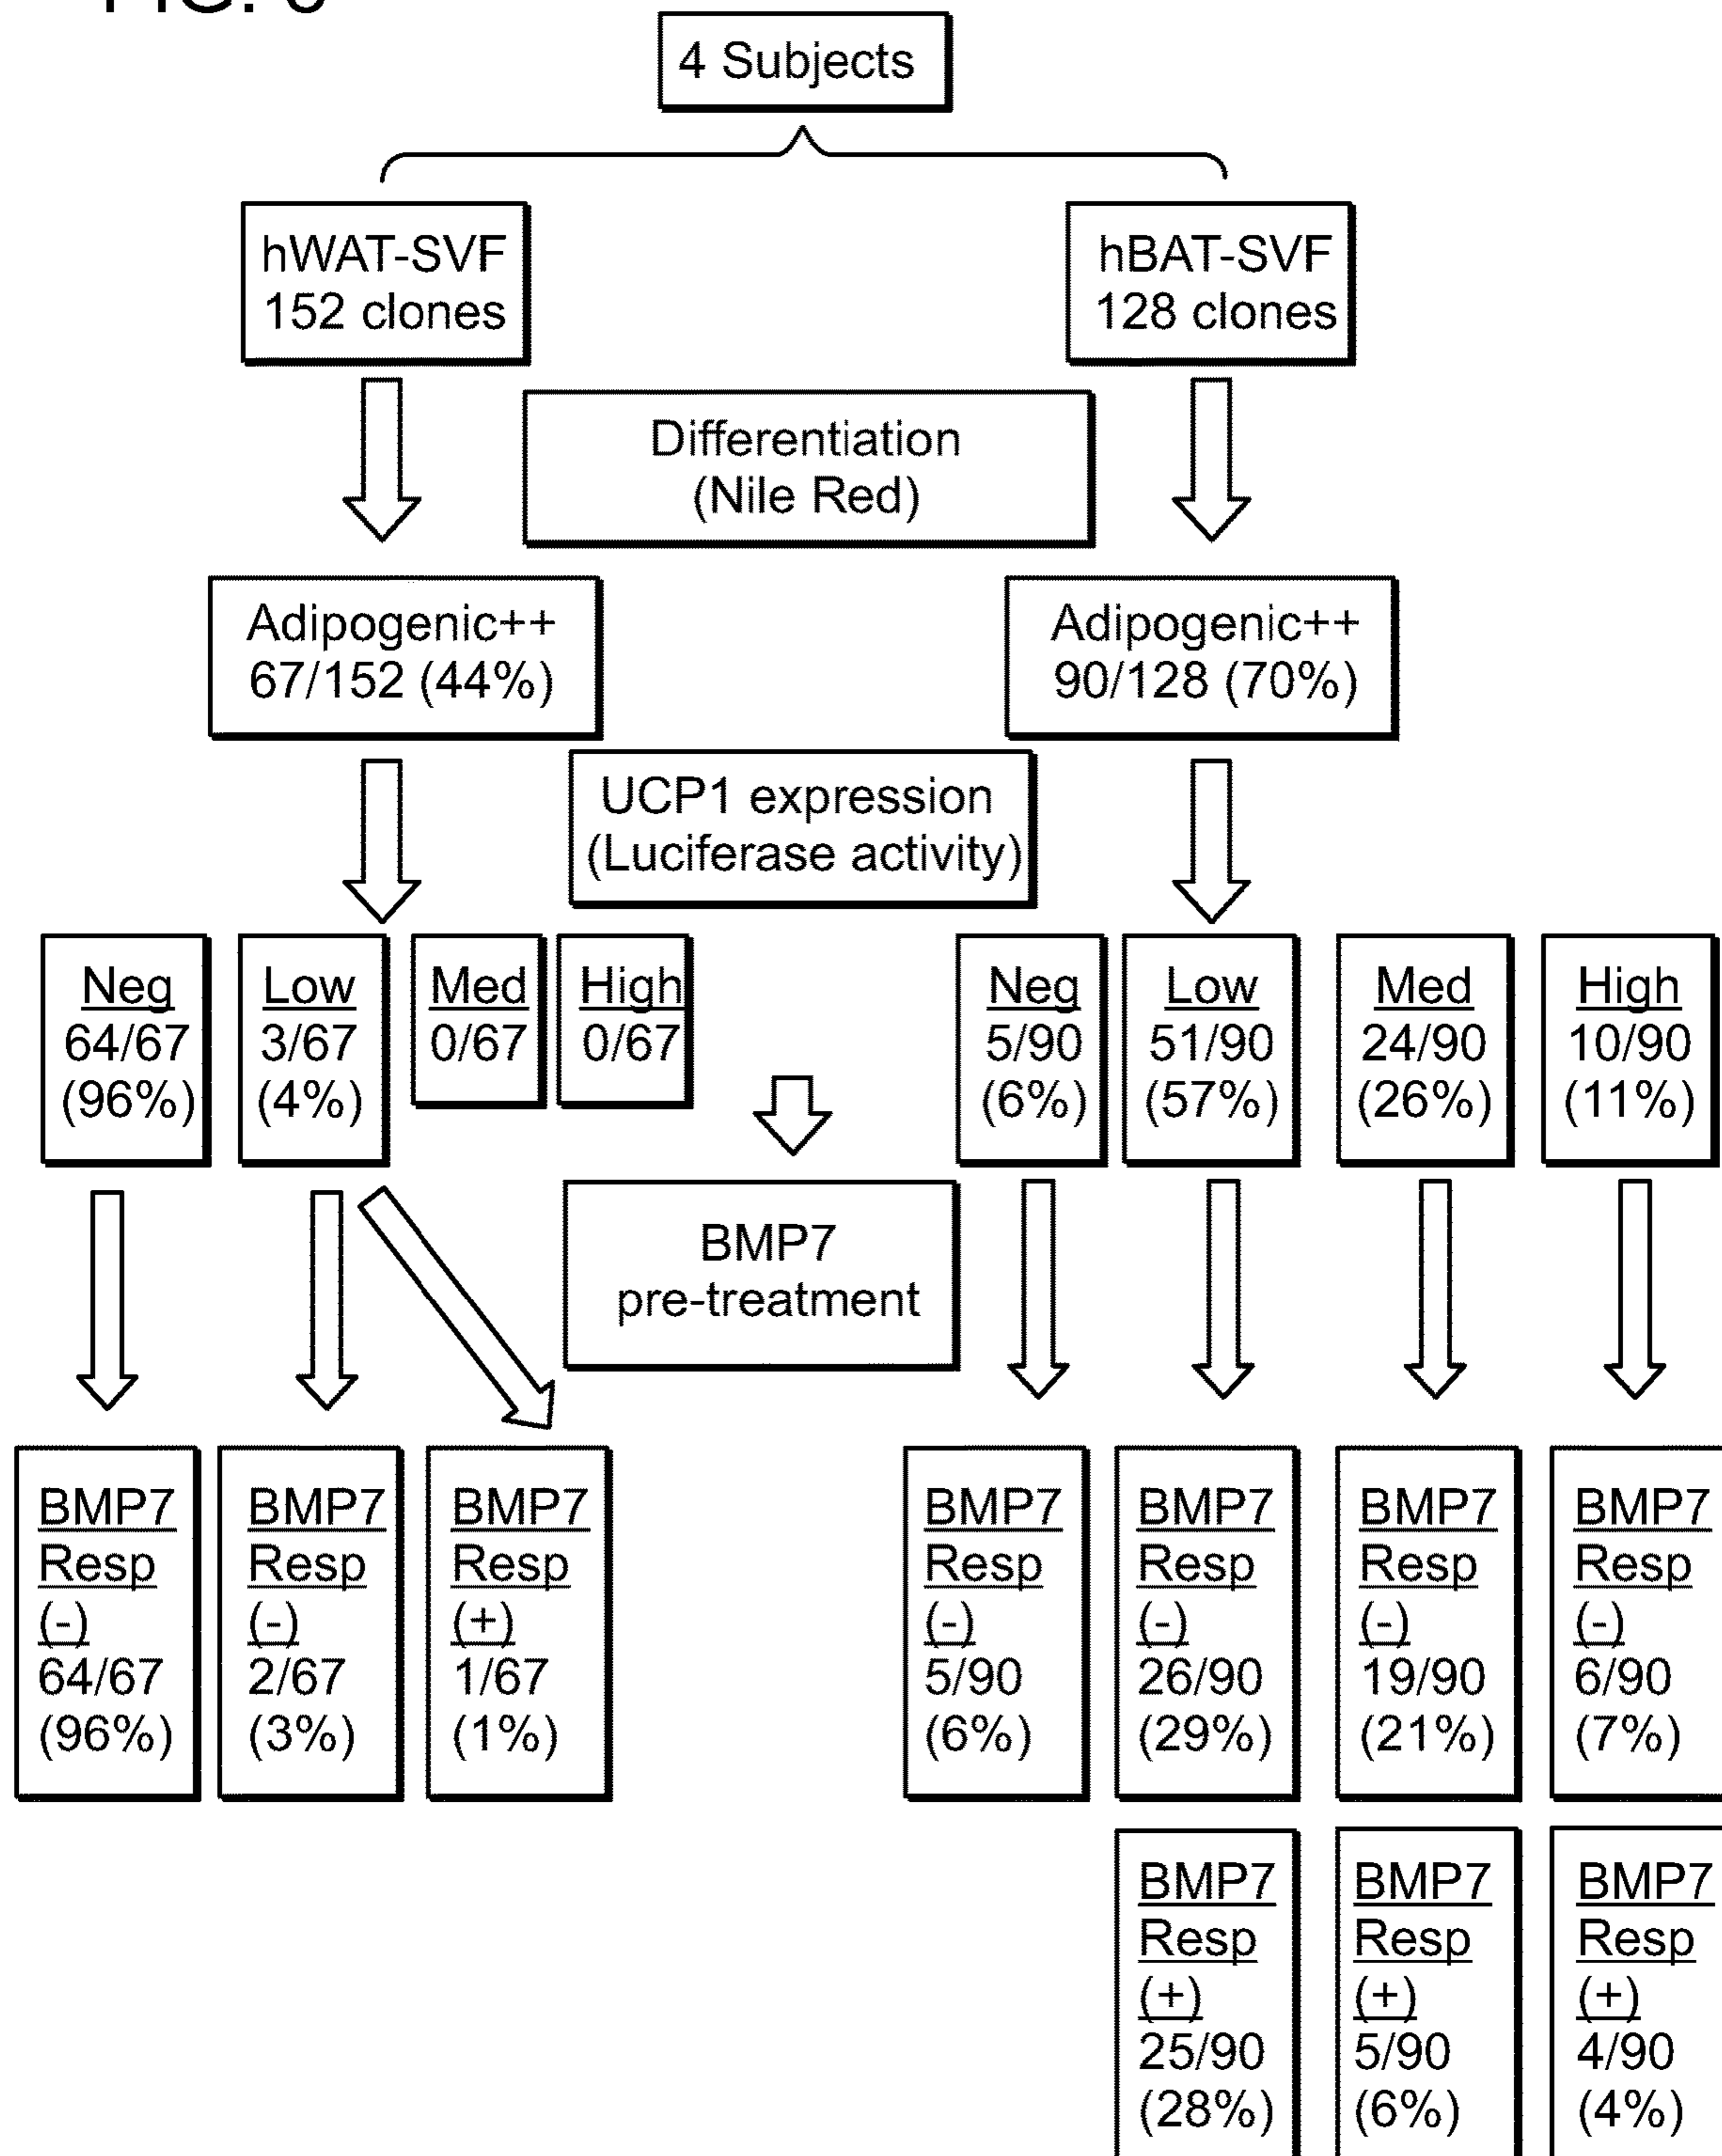 FIG.
4 Subjects
hWAT-SVF
152 clones
hBAT-SVF
128 clones
Differentiation
(Nile Red)
Adipogenic++
67/152 (44%)
Adipogenic++
90/128 (70%)
UCP1 expression
(Luciferase activity)
Neg
64/67
(96%)
Low
3/67
(4%)
Med
0/67
High
0/67
Neg
5/90
(6%)
Low
51/90
(57%)
Med
24/90
(26%)
High
10/90
(11%)
BMP7
pre-treatment
BMP7
Resp
(-)
64/67
(96%)
BMP7
Resp
(-)
2/67
(3%)
BMP7
Resp
(+)
1/67
(1%)
BMP7
Resp
(-)
5/90
(6%)
BMP7
Resp
(-)
26/90
(29%)
BMP7
Resp
(-)
19/90
(21%)
BMP7
Resp
(-)
6/90
(7%)
BMP7
Resp
(+)
25/90
(28%)
BMP7
Resp
(+)
5/90
(6%)
BMP7
Resp
(+)
4/90
(4%)